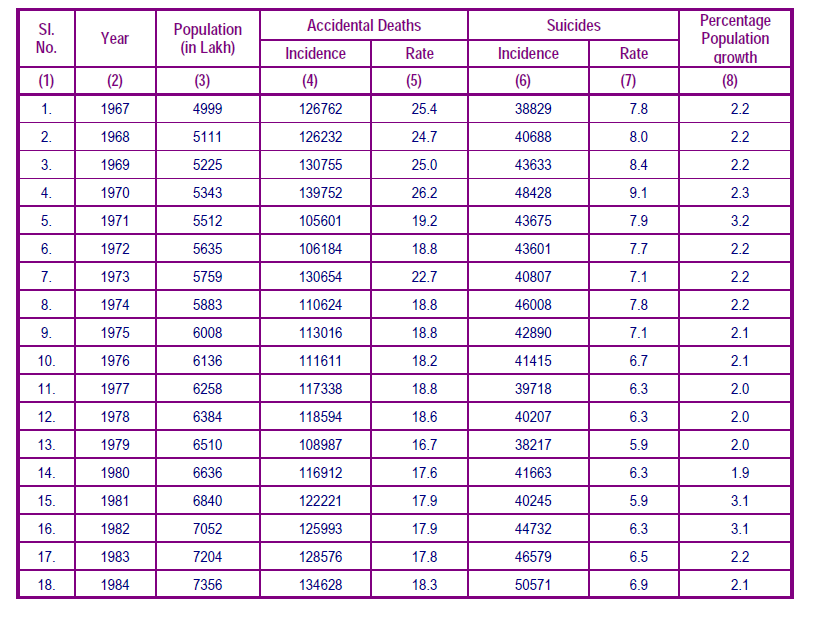 Sl. No. Year Population (in Lakh) Accidental Deaths Suicides Percentage Population growth
Incidence Rate Incidence Rate
(1) (2) (3) (4) (5) (6) (7) (8)
1. 1967 4999 126762 25.4 38829 7.8 2.2
2. 1968 5111 126232 24.7 40688 8.0 2.2
3. 1969 5225 130755 25.0 43633 8.4 2.2
4. 1970 5343 139752 26.2 48428 9.1 2.3
5. 1971 5512 105601 19.2 43675 7.9 3.2
6. 1972 5635 106184 18.8 43601 7.7 2.2
7. 1973 5759 130654 22.7 40807 7.1 2.2
8. 1974 5883 110624 18.8 46008 7.8 2.2
9. 1975 6008 113016 18.8 42890 7.1 2.1
10. 1976 6136 111611 18.2 41415 6.7 2.1
11. 1977 6258 117338 18.8 39718 6.3 2.0
12. 1978 6384 118594 18.6 40207 6.3 2.0
13. 1979 6510 108987 16.7 38217 5.9 2.0
14. 1980 6636 116912 17.6 41663 6.3 1.9
15. 1981 6840 122221 17.9 40245 5.9 3.1
16. 1982 7052 125993 17.9 44732 6.3 3.1
17. 1983 7204 128576 17.8 46579 6.5 2.2
18. 1984 7356 134628 18.3 50571 6.9 2.1